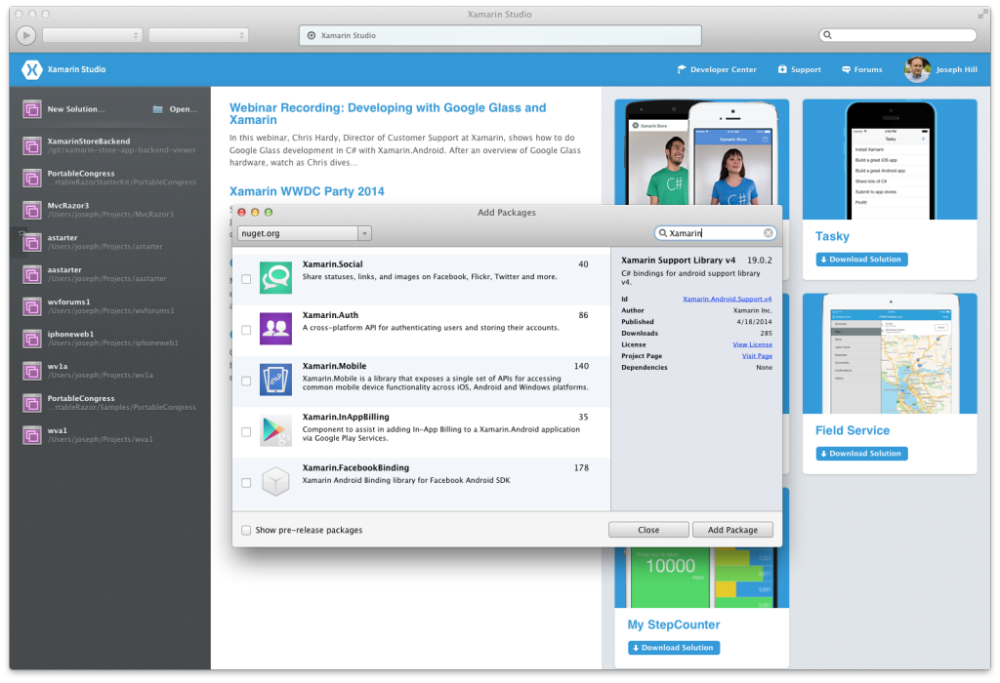 Xamarin Studio
Xamarin Studio
Xamarin Studio
Developer Center
Support
Forums
Joseph Hill
New Solution...
Open...
XamarinStoreBackend
/git/xamarin-store-app-backend-viewer
PortableCongress
... rtableRazorStarterKit/PortableCongress
MvcRazor3
/Users/joseph/Projects/MvcRazor3
astarter
/Users/joseph/Projects/astarter
aastarter
/Users/joseph/Projects/aastarter
wvforums1
/Users/joseph/Projects/wvforums1
iphoneweb1
/Users/joseph/Projects/iphoneweb1
wv1a
/Users/joseph/Projects/wv1a
PortableCongress
... rtableRazor/Samples/PortableCongress
wva1
/Users/joseph/Projects/wva1
Webinar Recording: Developing with Google Glass and
Xamarin
In this webinar, Chris Hardy, Director of Customer Support at Xamarin, shows how to do
Google Glass development in C# with Xamarin.Android. After an overview of Google Glass
hardware, watch as Chris dives...
Xamarin WWDC Party 2014
Add Packages
nuget.org
Xamarin
Xamarin.Social
40
Share statuses, links, and images on Facebook, Flickr, Twitter and more.
Xamarin.Auth
86
A cross-platform API for authenticating users and storing their accounts.
Xamarin.Mobile
140
Xamarin.Mobile is a library that exposes a single set of APIs for accessing
common mobile device functionality across iOS, Android and Windows platforms.
Xamarin.InAppBilling
35
Component to assist in adding In-App Billing to a Xamarin.Android application
via Google Play Services.
Xamarin.FacebookBinding
178
Xamarin Android Binding library for Facebook Android SDK
Xamarin Support Library v4 19.0.2
C# bindings for android support library
v4.
Id Xamarin.Android.Support.v4
Author Xamarin Inc.
Published 4/18/2014
Downloads 285
License View License
Project Page Visit Page
Dependencies None
Show pre-release packages
Close
Add Package
Xamarin Store
Xamarin Store
C#
C#
Tasky
Install Xamarin
Build a great iOS app
Build a great Android app
Share lots of C#
Submit to app stores
Profit!
Tasky
Download Solution
Field Service
Download Solution
10000
steps
My StepCounter
Download Solution